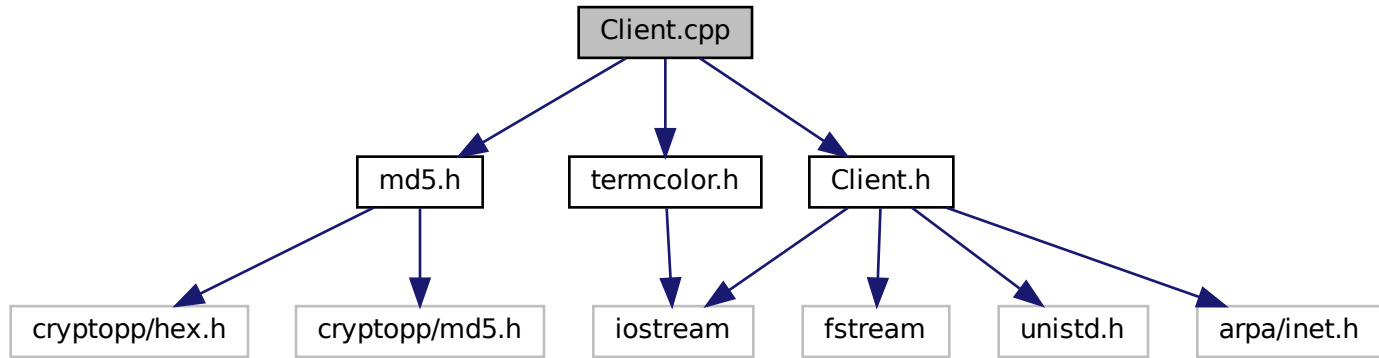 Client.cpp
md5.h
termcolor.h
Client.h
cryptopp/hex.h
cryptopp/md5.h
iostream
fstream
unistd.h
arpa/inet.h